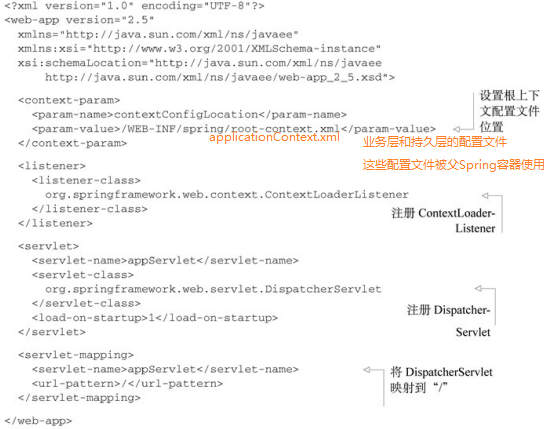 <?xml version="1.0" encoding="UTF-8"?>
<web-app version="2.5"
xmlns="http://java.sun.com/xml/ns/javaee"
xmlns:xsi="http://www.w3.org/2001/XMLSchema-instance"
xsi:schemaLocation="http://java.sun.com/xml/ns/javaee
http://java.sun.com/xml/ns/javaee/web-app_2_5.xsd">
<context-param>
<param-name>contextConfigLocation</param-name>
<param-value>/WEB-INF/spring/root-context.xml</param-value>
</context-param>
设置根上下
文配置文件
位置
applicationContext.xml
业务层和持久层的配置文件
这些配置文件被父Spring容器使用
<listener>
<listener-class>
org.springframework.web.context.ContextLoaderListener
</listener-class>
</listener>
注册 ContextLoader-
Listener
<servlet>
<servlet-name>appServlet</servlet-name>
<servlet-class>
org.springframework.web.servlet.DispatcherServlet
</servlet-class>
<load-on-startup>1</load-on-startup>
</servlet>
注册 Dispatcher-
Servlet
<servlet-mapping>
<servlet-name>appServlet</servlet-name>
<url-pattern>/</url-pattern>
</servlet-mapping>
将 DispatcherServlet
映射到“/”
</web-app>